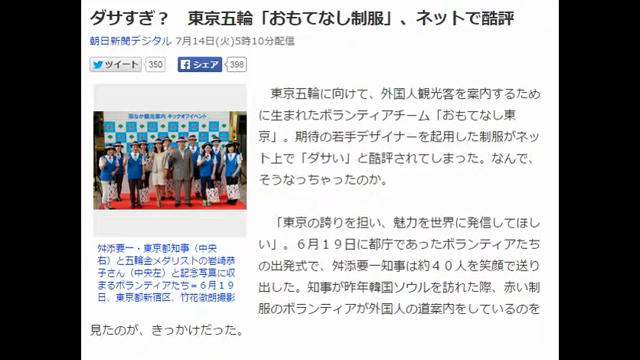 ダサすぎ？　東京五輪「おもてなし制服」、ネットで酷評
朝日新聞デジタル 7月14日(火)5時10分配信
ツイート 350 シェア 398
東京五輪に向けて、外国人観光客を案内するため
に生まれたボランティアチーム「おもてなし東
京」。期待の若手デザイナーを起用した制服がネッ
ト上で「ダサい」と酷評されてしまった。なんで、
そうなっちゃったのか。
街なか観光案内 キックオフイベント
舛添要一・東京都知事（中央
右）と五輪金メダリストの岩崎恭
子さん（中央左）と記念写真に収
まるボランティアたち＝6月19
日、東京都新宿区、竹花徹朗撮影
「東京の誇りを担い、魅力を世界に発信してほし
い」。6月19日に都庁であったボランティアたち
の出発式で、舛添要一知事は約40人を笑顔で送り
出した。知事が昨年韓国ソウルを訪れた際、赤い制
服のボランティアが外国人の道案内をしているのを
見たのが、きっかけだった。